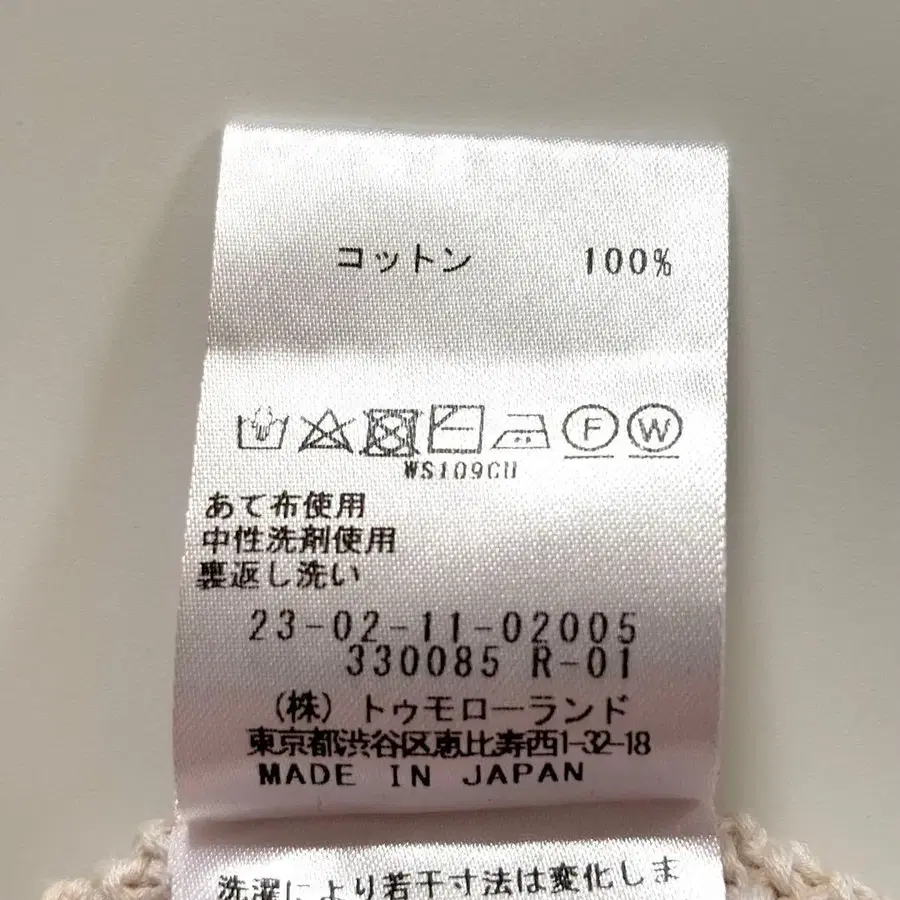 コットン 100%
F W
WS109CU
あて布使用
中性洗剤使用
裏返し洗い
23-02-11-02005
330085 R-01
(株)トゥモローランド
東京都渋谷区恵比寿西1-32-18
MADE IN JAPAN
洗濯により若干寸法は変化しま